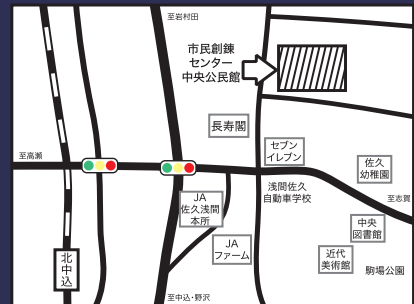 至岩村田
市民創錬
センター
中央公民館
長寿閣
セブン
イレブン
至高瀬
佐久
幼稚園
浅間佐久
自動車学校
至志賀
JA
佐久浅間
本所
中央
図書館
JA
ファーム
近代
美術館
北中込
駒場公園
至中込・野沢